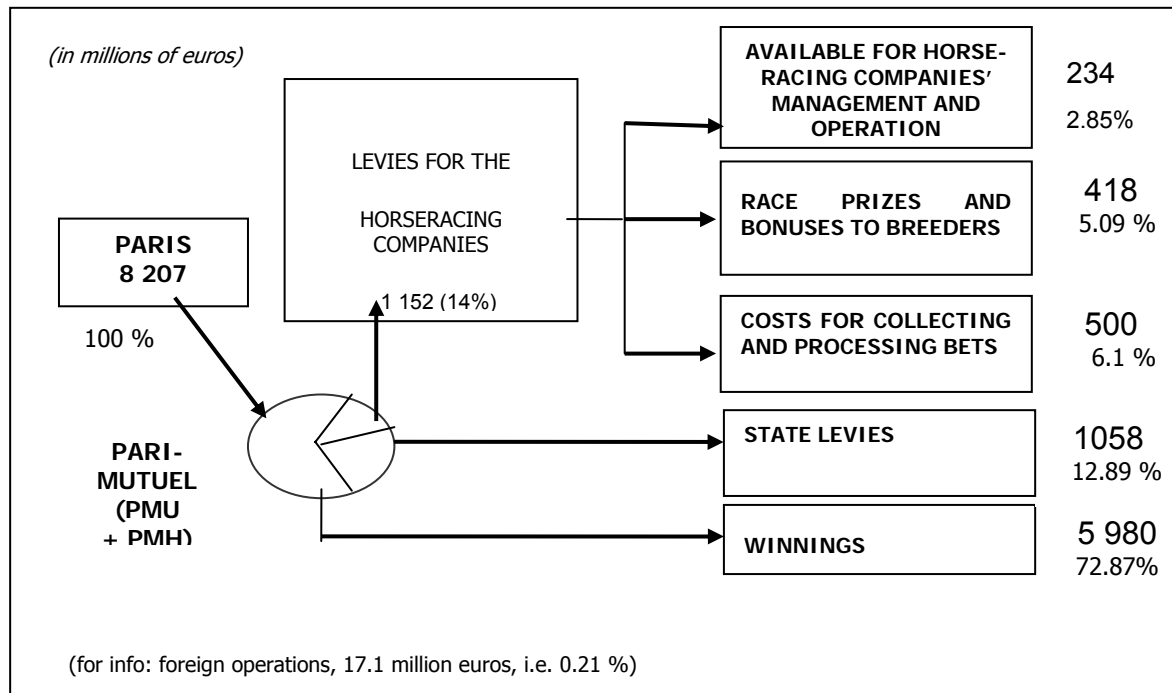 (in millions of euros)
LEVIES FOR THE
HORSERACING
COMPANIES
1 152 (14%)
PARIS
8 207
100 %
PARI-
MUTUEL
(PMU
+ PMH)
AVAILABLE FOR HORSE-
RACING COMPANIES'
MANAGEMENT AND
OPERATION
234
2.85%
RACE PRIZES AND
BONUSES TO BREEDERS
418
5.09 %
COSTS FOR COLLECTING
AND PROCESSING BETS
500
6.1 %
STATE LEVIES
1058
12.89 %
WINNINGS
5 980
72.87%
(for info: foreign operations, 17.1 million euros, i.e. 0.21 %)